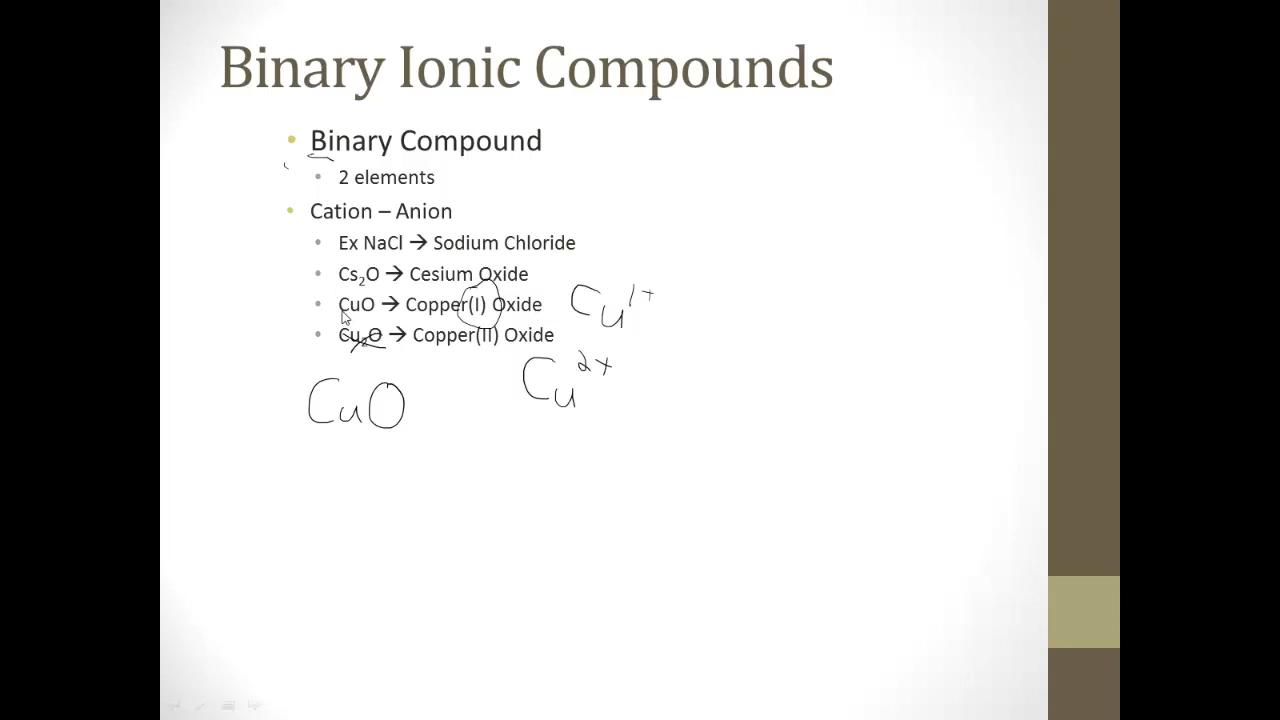 Binary Ionic Compounds
• Binary Compound
• 2 elements
• Cation – Anion
• Ex NaCl → Sodium Chloride
• Cs₂O → Cesium Oxide
• CuO → Copper(I) Oxide Cu¹⁺
• Cu₂O → Copper(II) Oxide
Cu²⁺
CuO